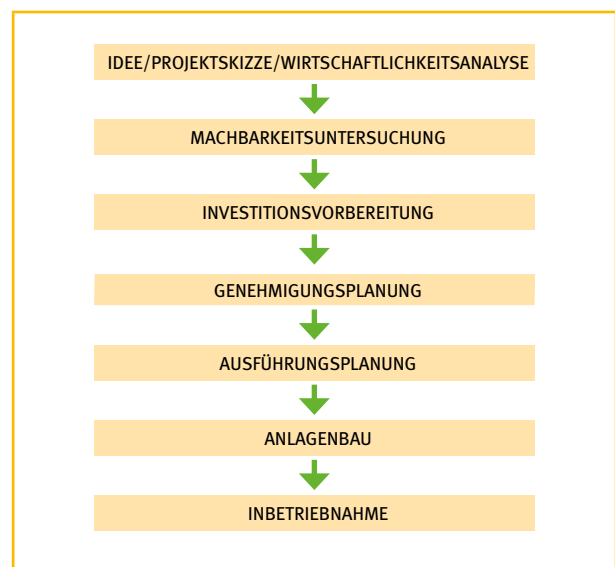 IDEE/PROJEKTSKIZZE/WIRTSCHAFTLICHKEITSANALYSE
MACHBARKEITSUNTERSUCHUNG
INVESTITIONSVORBEREITUNG
GENEHMIGUNGSPLANUNG
AUSFÜHRUNGSPLANUNG
ANLAGENBAU
INBETRIEBNAHME